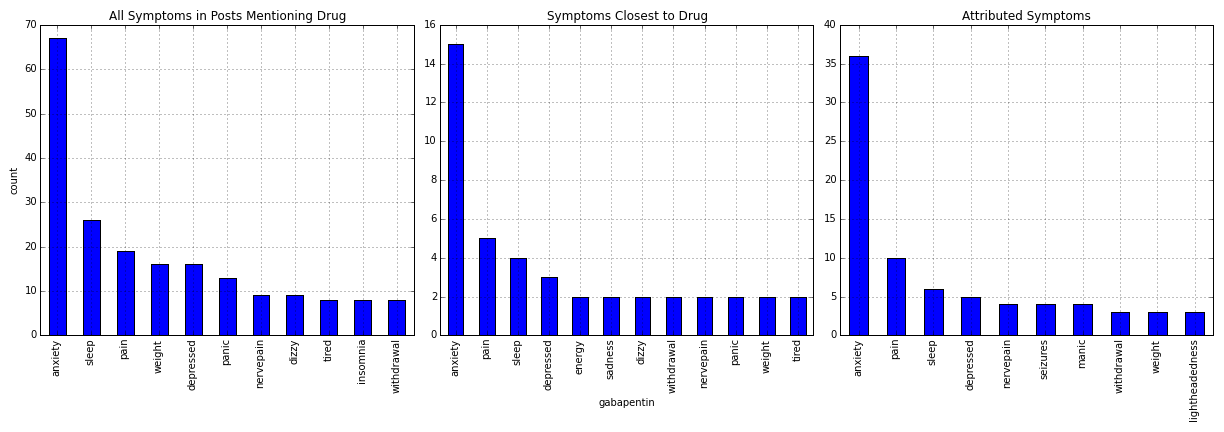 All Symptoms in Posts Mentioning Drug
70
60
50
40
30
20
10
0
count
anxiety
sleep
pain
weight
depressed
panic
nervepain
dizzy
tired
insomnia
withdrawal
Symptoms Closest to Drug
16
14
12
10
8
6
4
2
0
anxiety
pain
sleep
depressed
energy
sadness
dizzy
withdrawal
nervepain
panic
weight
tired
gabapentin
Attributed Symptoms
40
35
30
25
20
15
10
5
0
anxiety
pain
sleep
depressed
nervepain
seizures
manic
withdrawal
weight
lightheadedness